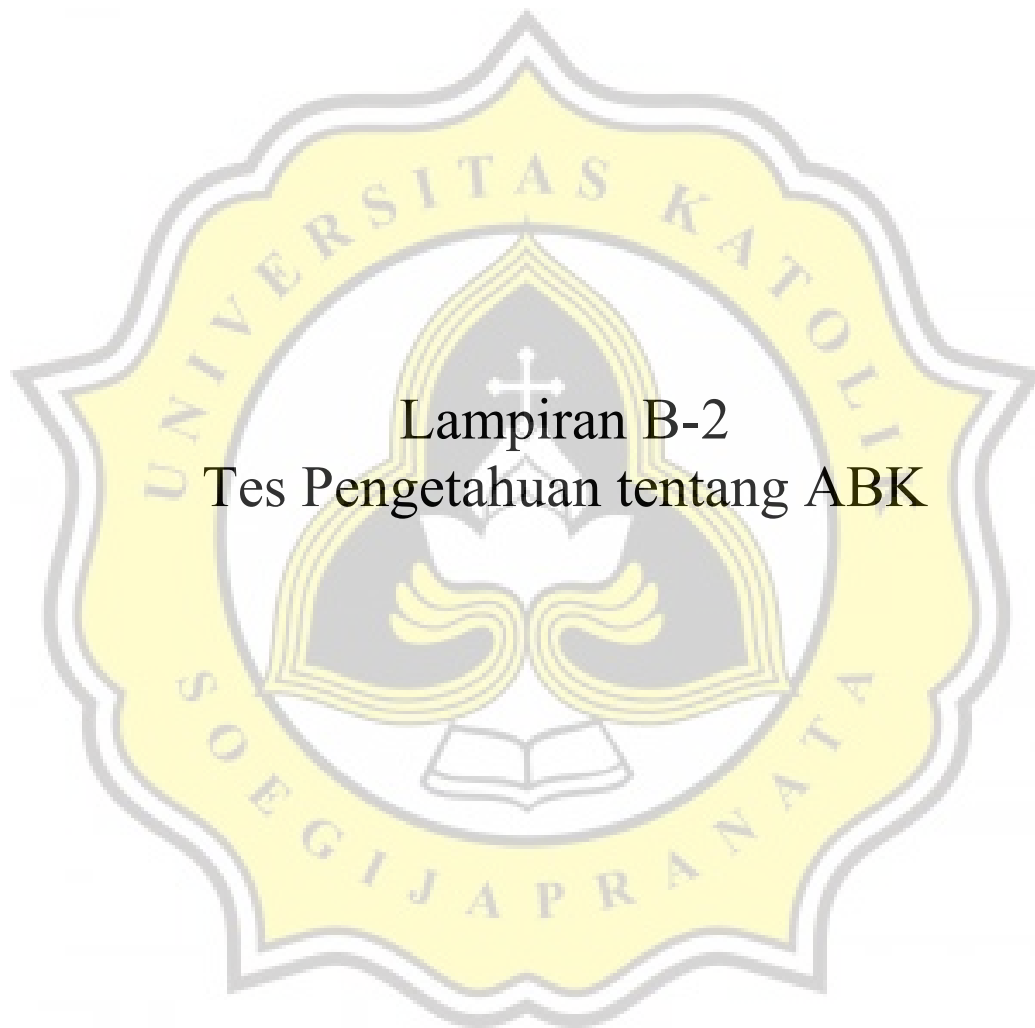 UNIVERSITAS KATOLIK
Lampiran B-2
Tes Pengetahuan tentang ABK
SOEGIJAPRANATA